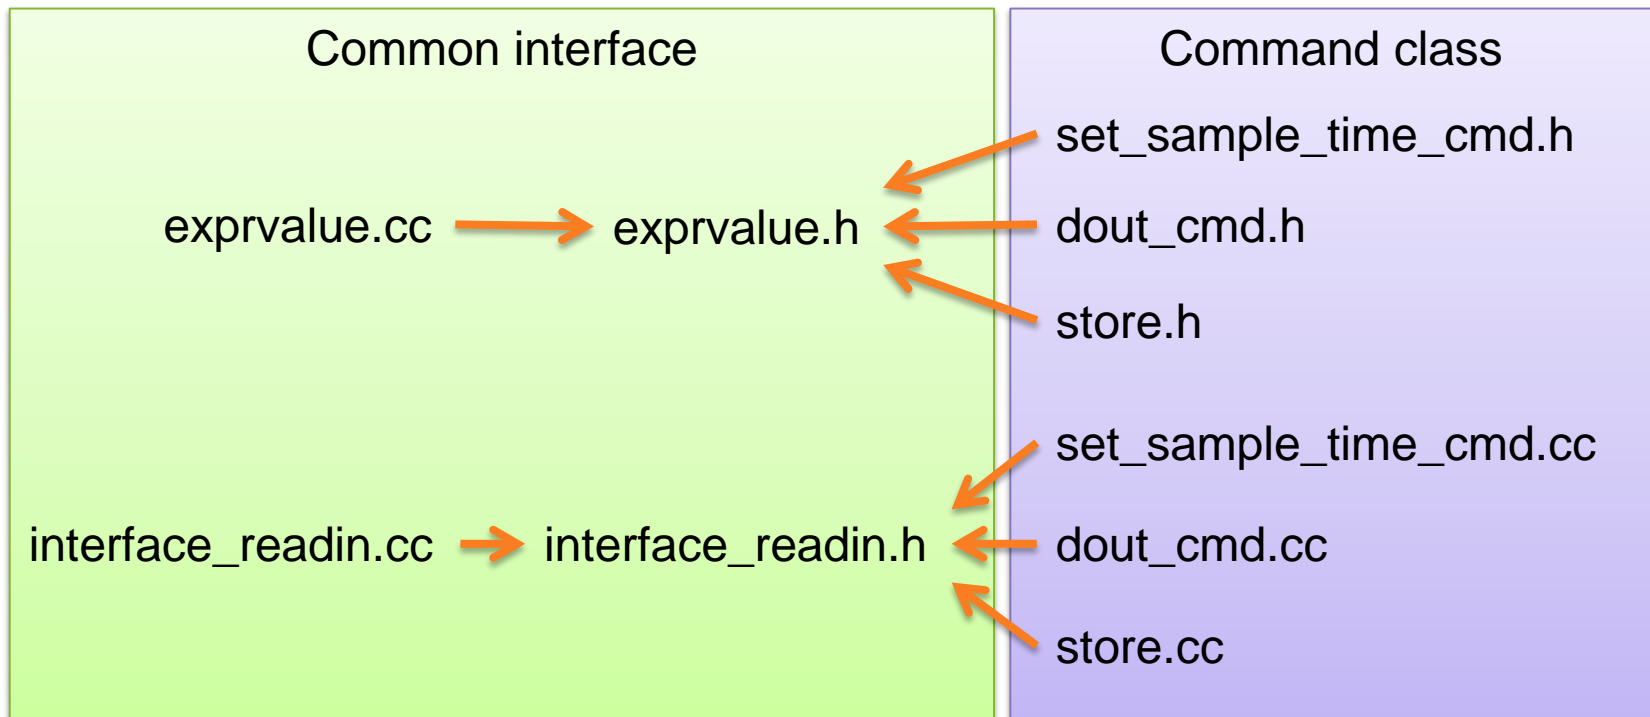 Common interface
exprvalue.cc
exprvalue.h
interface_readin.cc
interface_readin.h
Command class
set_sample_time_cmd.h
dout_cmd.h
store.h
set_sample_time_cmd.cc
dout_cmd.cc
store.cc